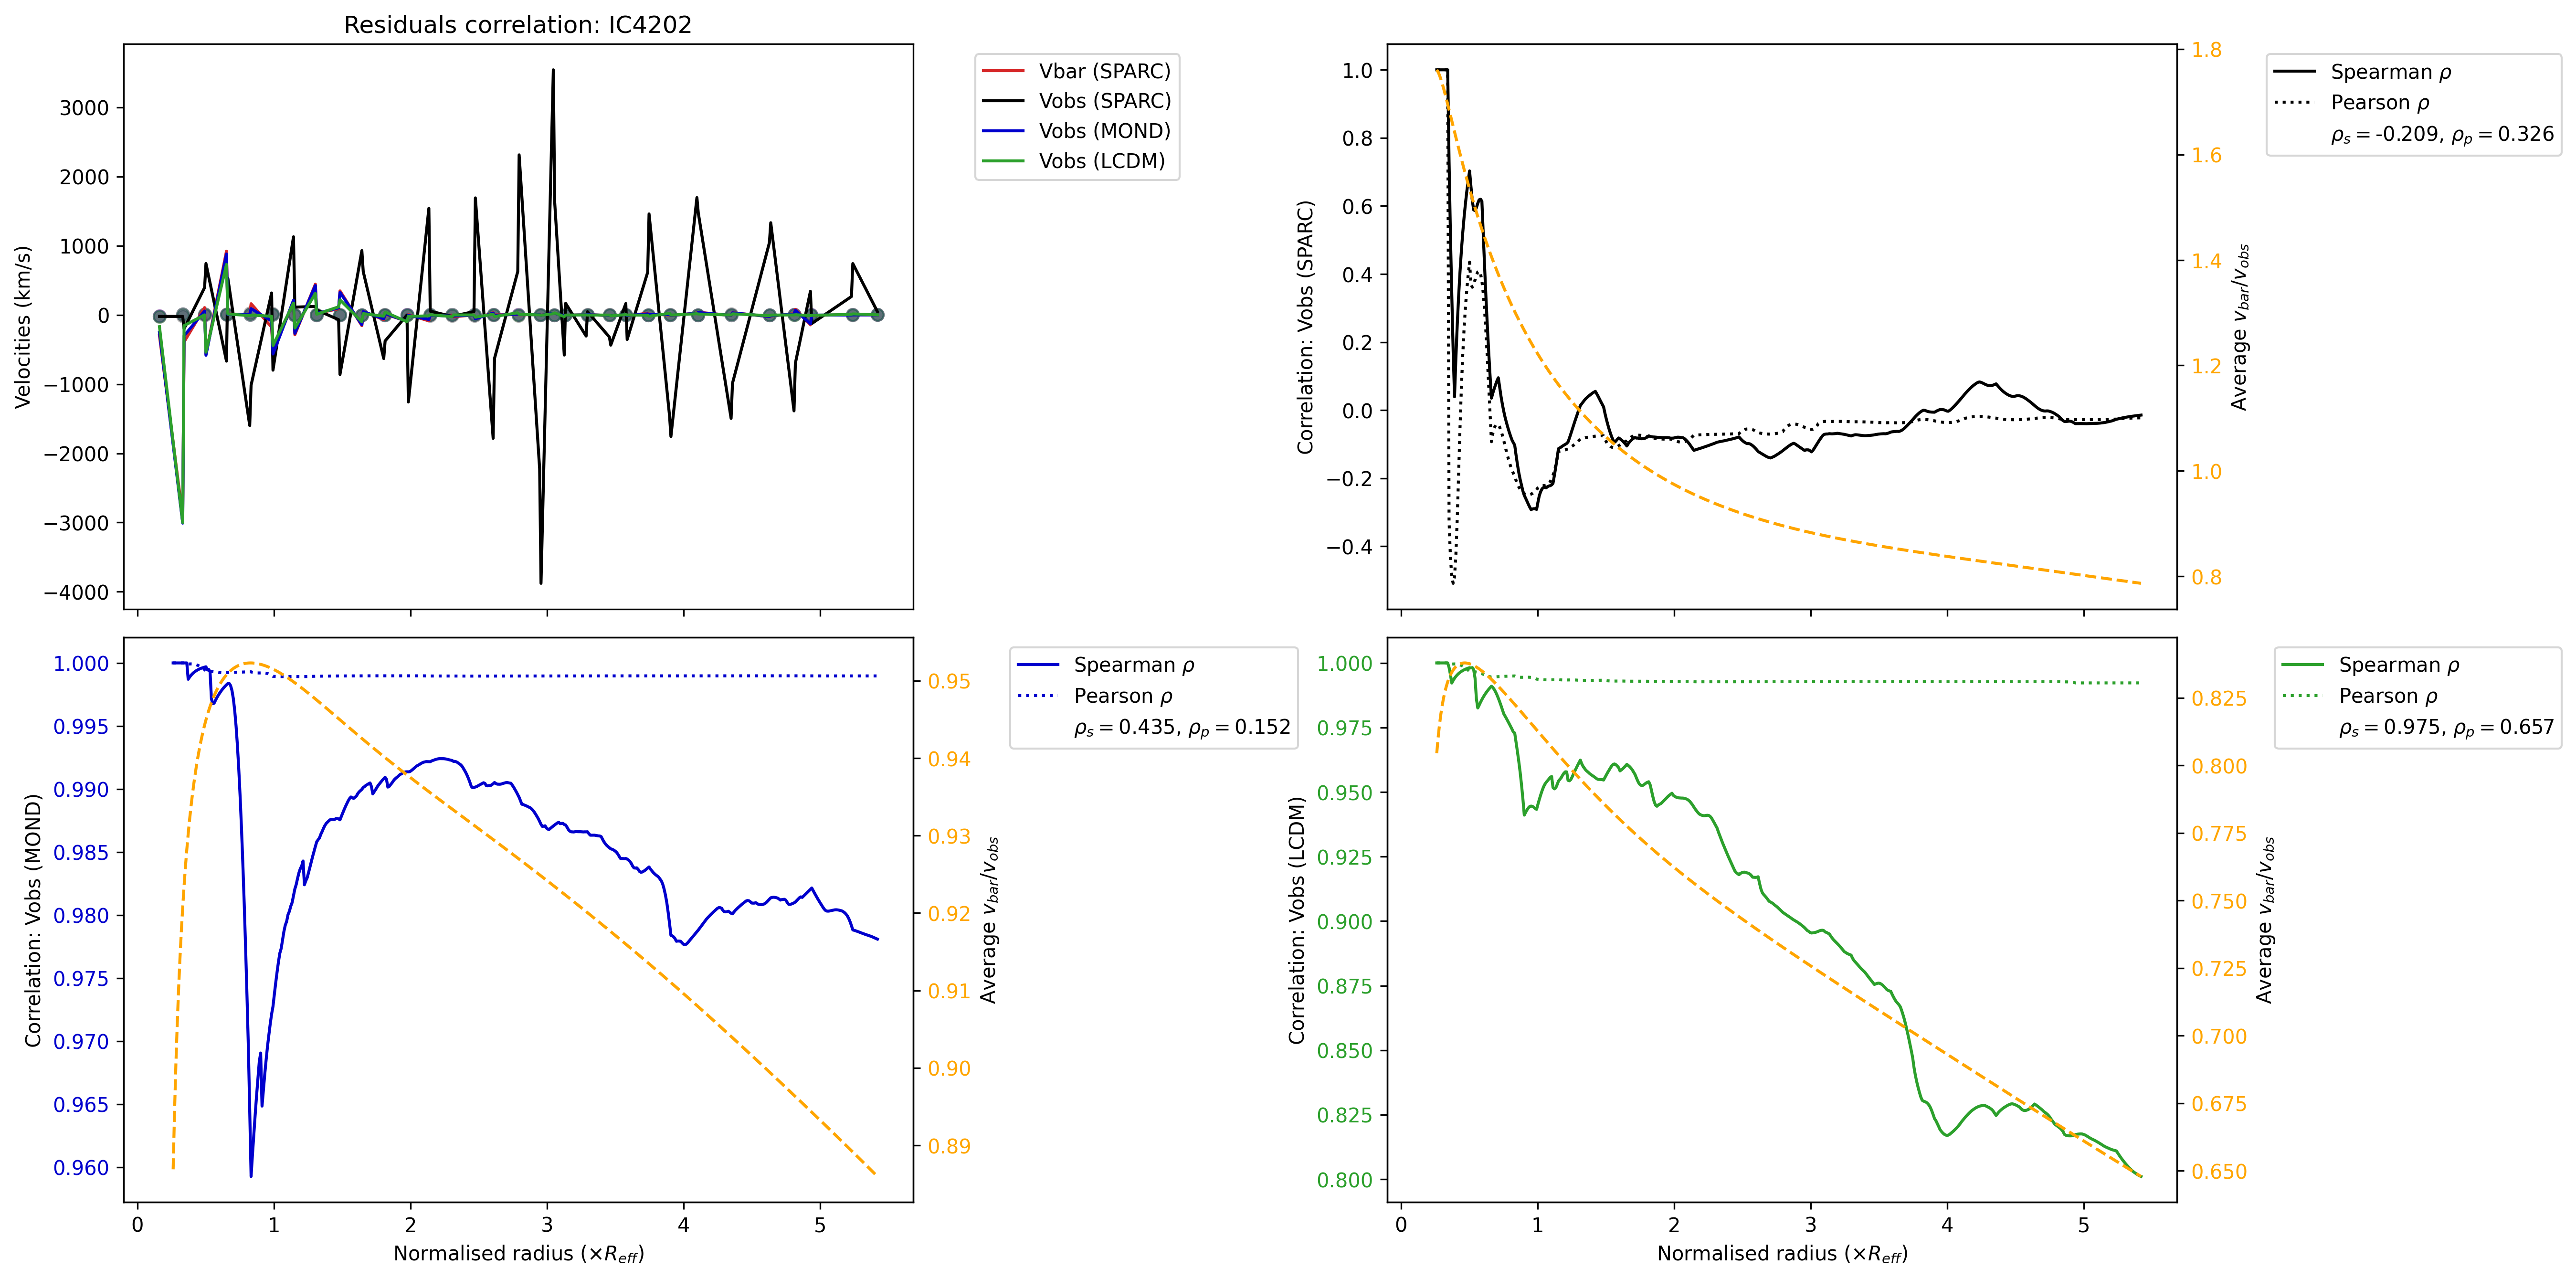 Residuals correlation: IC4202
Velocities (km/s)
3000
2000
1000
0
−1000
−2000
−3000
−4000
Vbar (SPARC)
Vobs (SPARC)
Vobs (MOND)
Vobs (LCDM)
Correlation: Vobs (SPARC)
1.0
0.8
0.6
0.4
0.2
0.0
−0.2
−0.4
1.8
1.6
1.4
1.2
1.0
0.8
Average v_bar/v_obs
Spearman ρ
Pearson ρ
ρ_s = -0.209, ρ_p = 0.326
Correlation: Vobs (MOND)
1.000
0.995
0.990
0.985
0.980
0.975
0.970
0.965
0.960
0.95
0.94
0.93
0.92
0.91
0.90
0.89
Average v_bar/v_obs
Spearman ρ
Pearson ρ
ρ_s = 0.435, ρ_p = 0.152
0 1 2 3 4 5
Normalised radius (×R_eff)
Correlation: Vobs (LCDM)
1.000
0.975
0.950
0.925
0.900
0.875
0.850
0.825
0.800
0.825
0.800
0.775
0.750
0.725
0.700
0.675
0.650
Average v_bar/v_obs
Spearman ρ
Pearson ρ
ρ_s = 0.975, ρ_p = 0.657
0 1 2 3 4 5
Normalised radius (×R_eff)